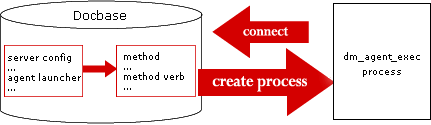 Docbase
server config
...
agent launcher
method
...
method verb
connect
create process
dm_agent_exec
process